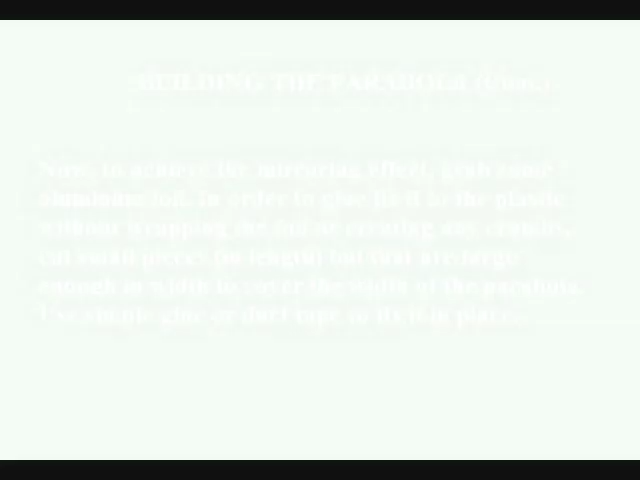 BUILDING THE PARABOLA (Cont.)
Now, to achieve the mirroring effect, grab some
aluminum foil. In order to glue fix it to the plastic
without wrapping the foil or creating any
cut small pieces (in length) but that are large
enough in width to cover the width of the parabola.
Use simple glue or duct tape to fix it in place.